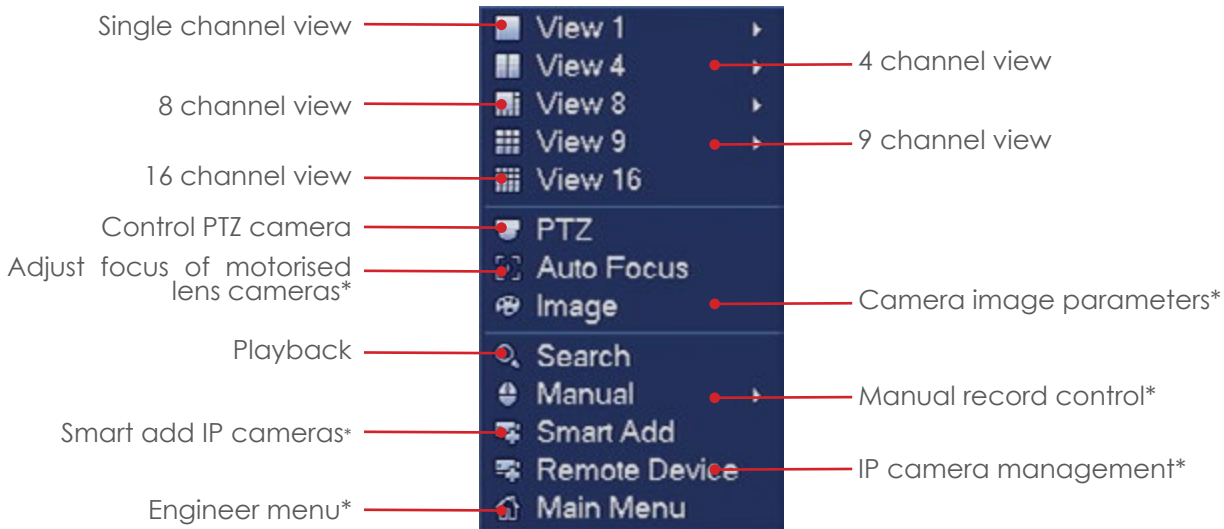 Single channel view
View 1
View 4
4 channel view
8 channel view
View 8
View 9
9 channel view
16 channel view
View 16
Control PTZ camera
PTZ
Adjust focus of motorised
lens cameras*
Auto Focus
Image
Camera image parameters*
Playback
Search
Manual
Manual record control*
Smart add IP cameras*
Smart Add
Remote Device
IP camera management*
Engineer menu*
Main Menu